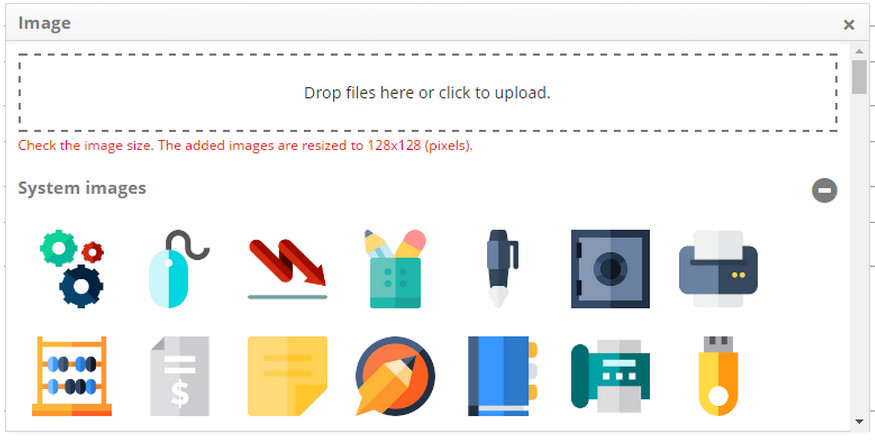 Image
Drop files here or click to upload.
Check the image size. The added images are resized to 128x128 (pixels).
System images
$